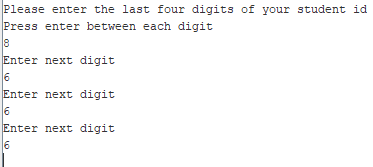 Please enter the last four digits of your student id
Press enter between each digit
8
Enter next digit
6
Enter next digit
6
Enter next digit
6